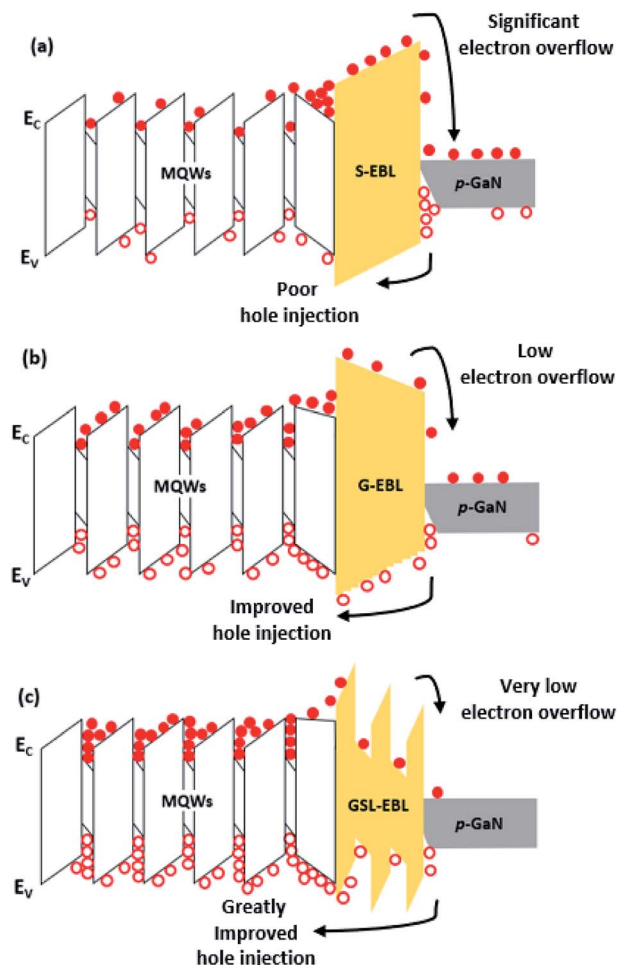 (a)
Significant
electron overflow
E_C
MQWs
S-EBL
p-GaN
E_V
Poor
hole injection
(b)
Low
electron overflow
E_C
MQWs
G-EBL
p-GaN
E_V
Improved
hole injection
(c)
Very low
electron overflow
E_C
MQWs
GSL-EBL
p-GaN
E_V
Greatly
Improved
hole injection